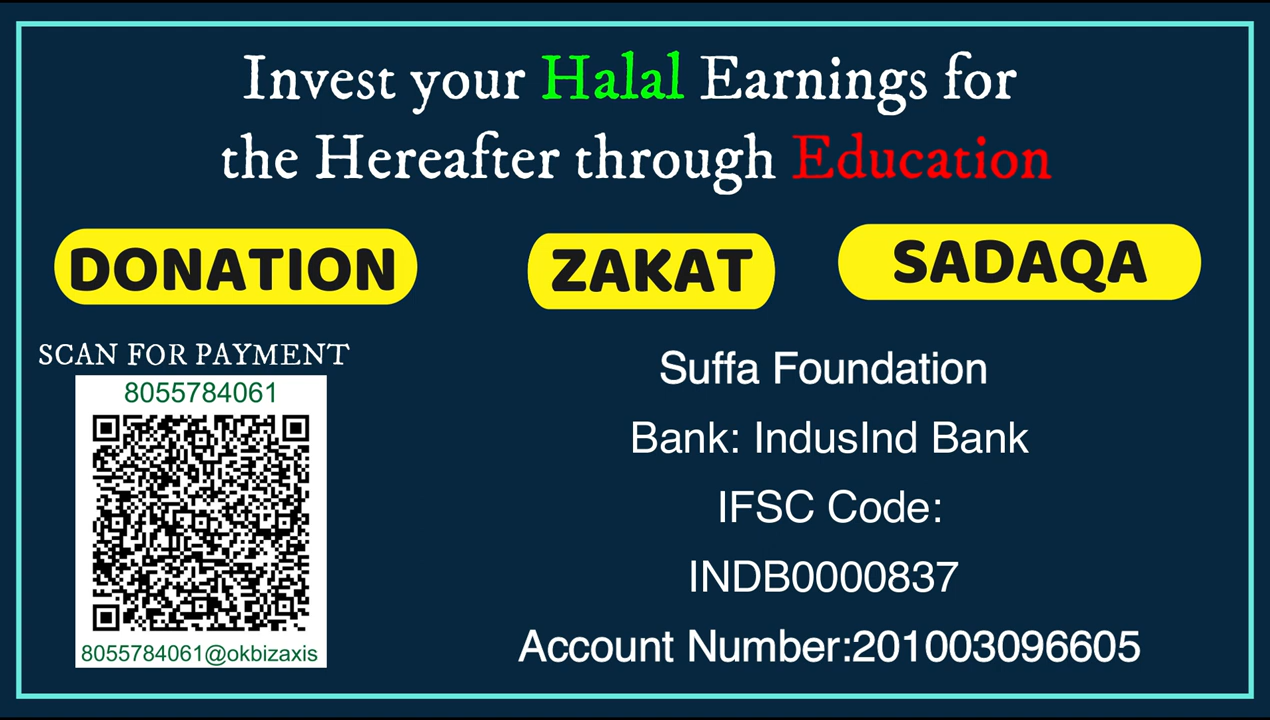 Invest your Halal Earnings for
the Hereafter through Education
DONATION
ZAKAT
SADAQA
SCAN FOR PAYMENT
8055784061
8055784061@okbizaxis
Suffa Foundation
Bank: IndusInd Bank
IFSC Code:
INDB0000837
Account Number:201003096605